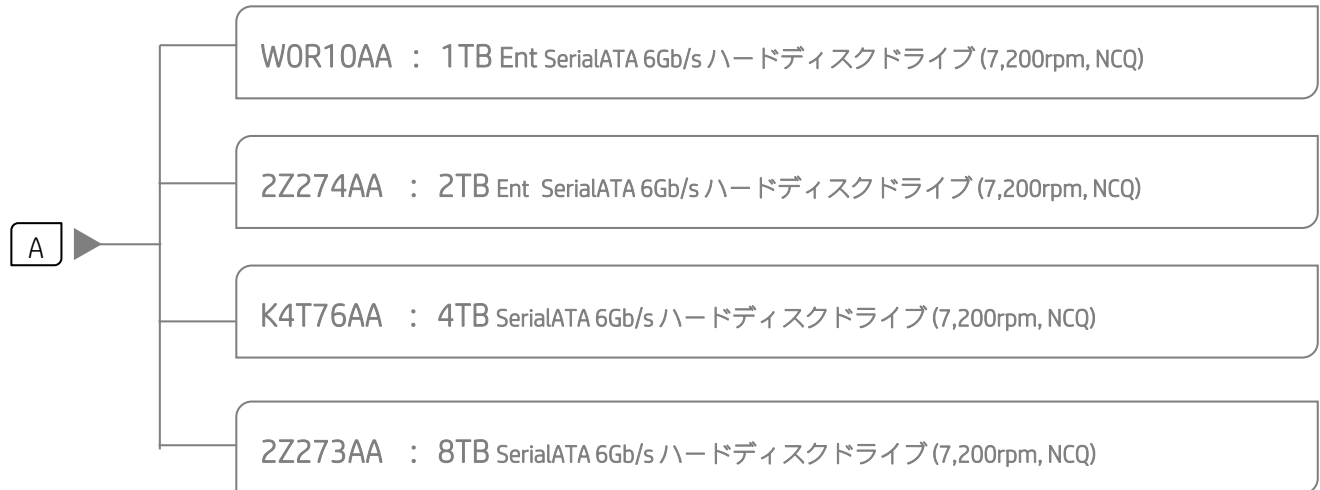 W0R10AA : 1TB Ent SerialATA 6Gb/s ハードディスクドライブ (7,200rpm, NCQ)
2Z274AA : 2TB Ent SerialATA 6Gb/s ハードディスクドライブ (7,200rpm, NCQ)
A
K4T76AA : 4TB SerialATA 6Gb/s ハードディスクドライブ (7,200rpm, NCQ)
2Z273AA : 8TB SerialATA 6Gb/s ハードディスクドライブ (7,200rpm, NCQ)